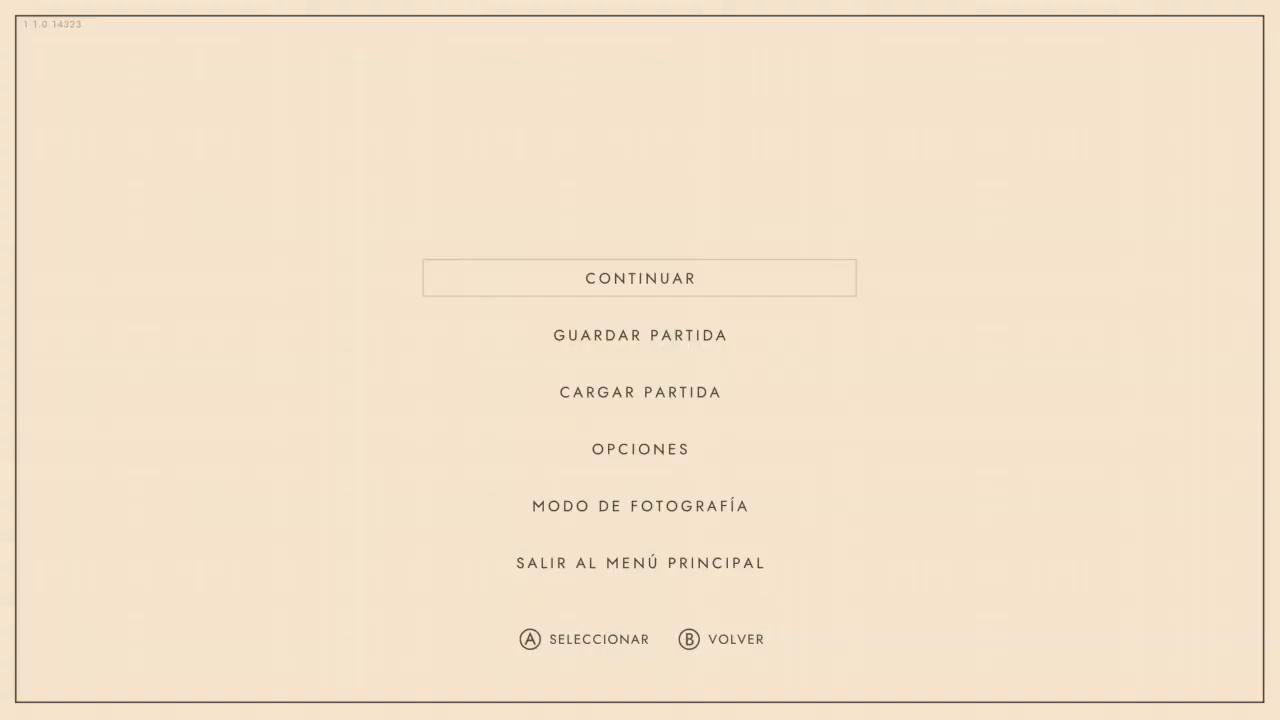 1 1.0.14323
CONTINUAR
GUARDAR PARTIDA
CARGAR PARTIDA
OPCIONES
MODO DE FOTOGRAFÍA
SALIR AL MENÚ PRINCIPAL
A SELECCIONAR B VOLVER